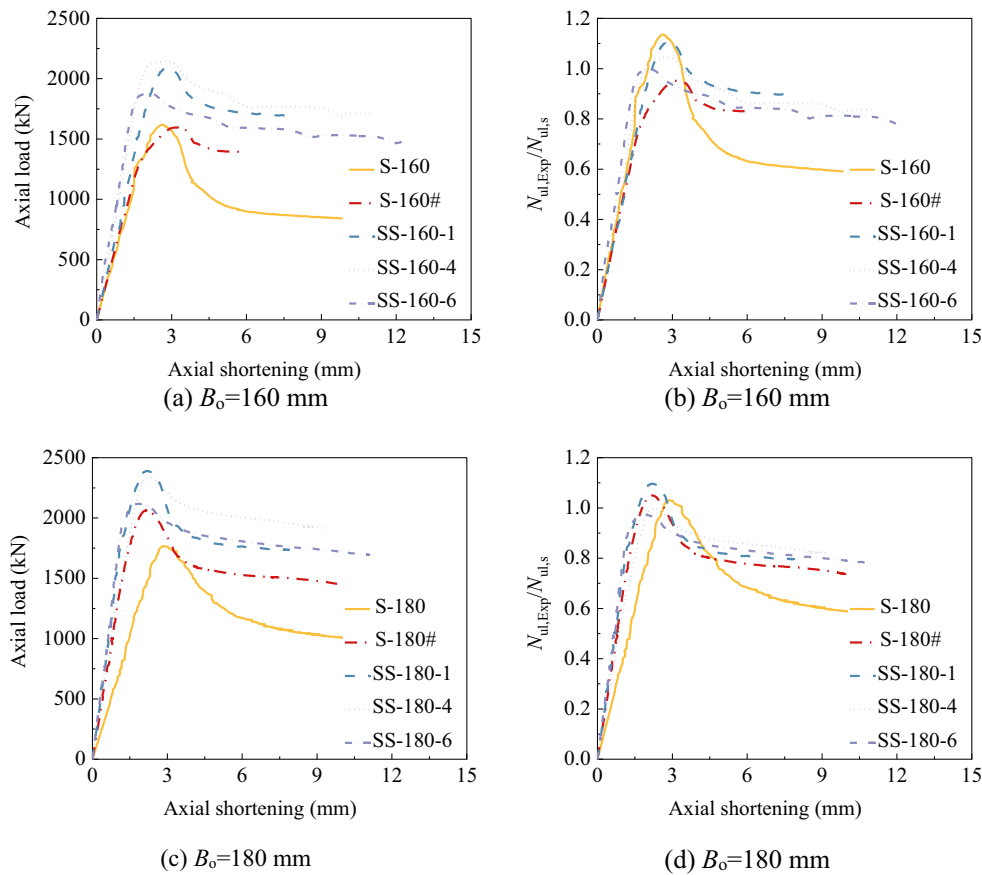 2500
2000
1500
1000
500
0
Axial load (kN)
0 3 6 9 12 15
Axial shortening (mm)
S-160
S-160#
SS-160-1
SS-160-4
SS-160-6
(a) Bo=160 mm
1.2
1.0
0.8
0.6
0.4
0.2
0.0
Nul,Exp/Nul,s
0 3 6 9 12 15
Axial shortening (mm)
S-160
S-160#
SS-160-1
SS-160-4
SS-160-6
(b) Bo=160 mm
2500
2000
1500
1000
500
0
Axial load (kN)
0 3 6 9 12 15
Axial shortening (mm)
S-180
S-180#
SS-180-1
SS-180-4
SS-180-6
(c) Bo=180 mm
1.2
1.0
0.8
0.6
0.4
0.2
0.0
Nul,Exp/Nul,s
0 3 6 9 12 15
Axial shortening (mm)
S-180
S-180#
SS-180-1
SS-180-4
SS-180-6
(d) Bo=180 mm